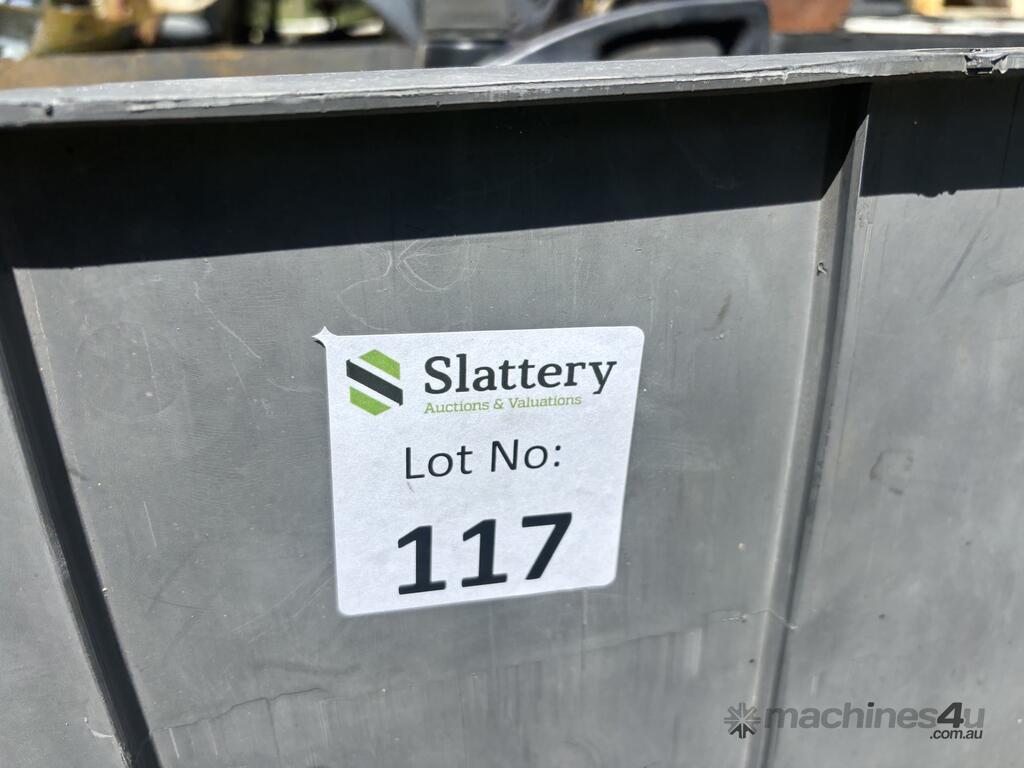 Slattery
Auctions & Valuations
Lot No:
117
machines4u
.com.au